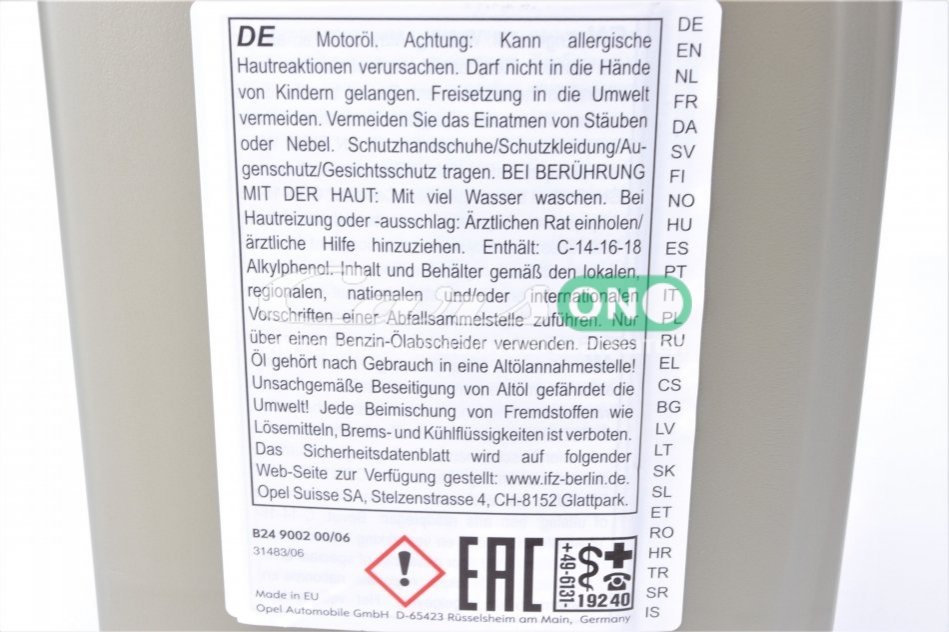 DE Motoröl. Achtung: Kann allergische
Hautreaktionen verursachen. Darf nicht in die Hände
von Kindern gelangen. Freisetzung in die Umwelt
vermeiden. Vermeiden Sie das Einatmen von Stäuben
oder Nebel. Schutzhandschuhe/Schutzkleidung/Au-
genschutz/Gesichtsschutz tragen. BEI BERÜHRUNG
MIT DER HAUT: Mit viel Wasser waschen. Bei
Hautreizung oder -ausschlag: Ärztlichen Rat einholen/
ärztliche Hilfe hinzuziehen. Enthält: C-14-16-18
Alkylphenol. Inhalt und Behälter gemäß den lokalen,
regionalen, nationalen und/oder internationalen
Vorschriften einer Abfallsammelstelle zuführen. Nur
über einen Benzin-Ölabscheider verwenden. Dieses
Öl gehört nach Gebrauch in eine Altölannahmestelle!
Unsachgemäße Beseitigung von Altöl gefährdet die
Umwelt! Jede Beimischung von Fremdstoffen wie
Lösemitteln, Brems- und Kühlflüssigkeiten ist verboten.
Das Sicherheitsdatenblatt wird auf folgender
Web-Seite zur Verfügung gestellt: www.ifz-berlin.de.
Opel Suisse SA, Stelzenstrasse 4, CH-8152 Glattpark.
DE
EN
NL
FR
DA
SV
FI
NO
HU
ES
PT
IT
PL
RU
EL
CS
BG
LV
LT
SK
SL
ET
RO
HR
TR
SR
IS
ON
B24 9002 00/06
31483/06
Made in EU
EAC
+49-6131-
19240
Opel Automobile GmbH D-65423 Rüsselsheim am Main, Germany